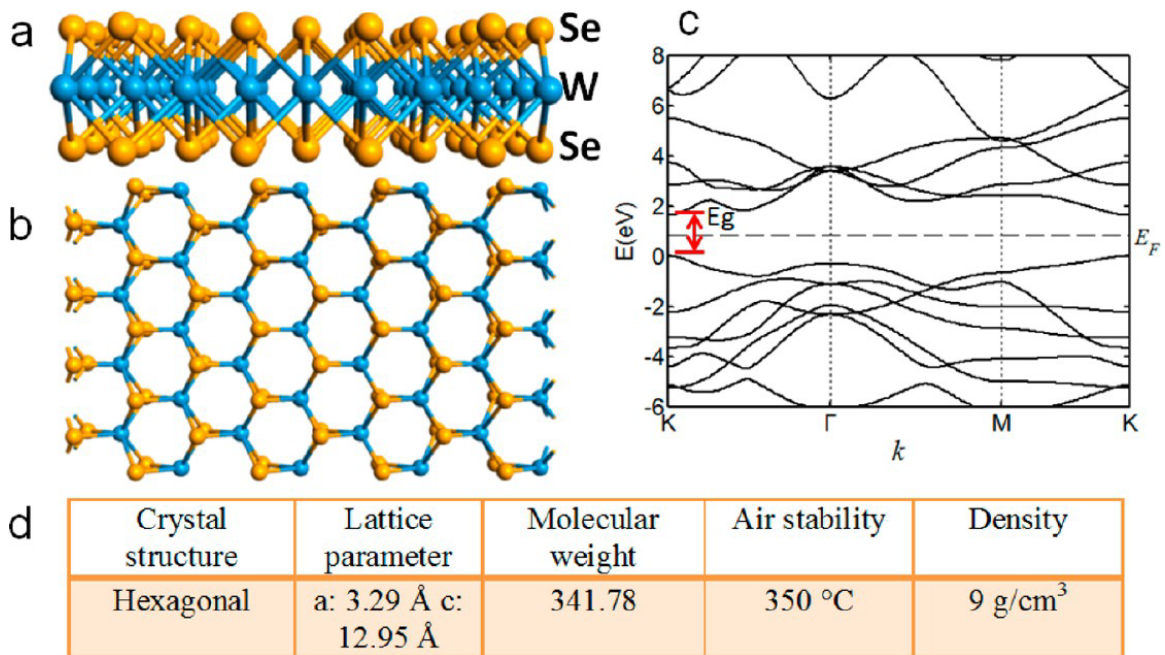 a
Se
W
Se
b
c
8
6
4
2
0
-2
-4
-6
E(eV)
Eg
E_F
K Γ M K
k
d
Crystal structure
Lattice parameter
Molecular weight
Air stability
Density
Hexagonal
a: 3.29 Å c:
12.95 Å
341.78
350 °C
9 g/cm³